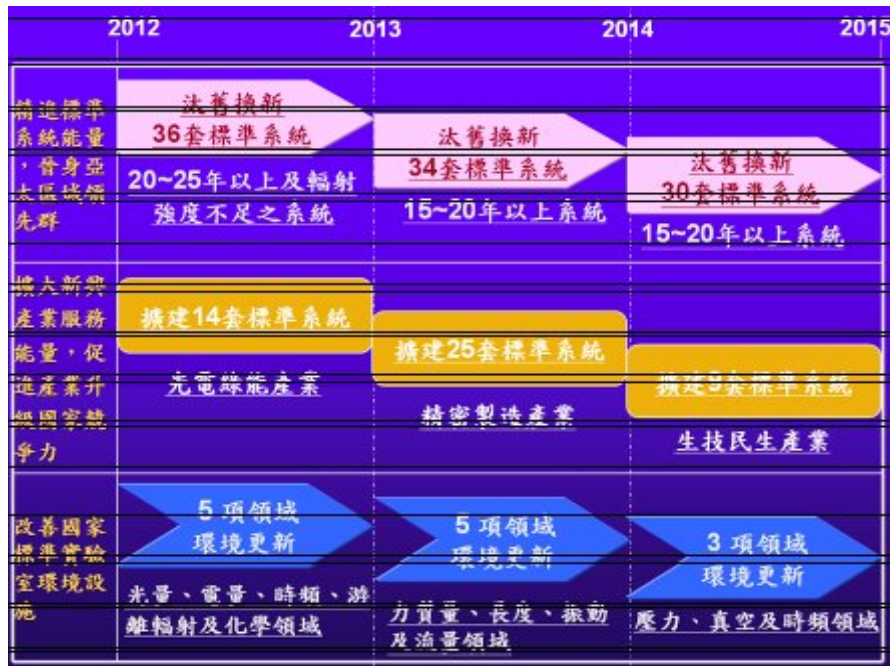 2012
2013
2014
2015
精進標準
系統能量
，晉身亞
太區域領
先群
汰舊換新
36套標準系統
20~25年以上及輻射
強度不足之系統
汰舊換新
34套標準系統
15~20年以上系統
汰舊換新
30套標準系統
15~20年以上系統
擴大新興
產業服務
能量，促
進產業升
級國家競
爭力
擴建14套標準系統
光電綠能產業
擴建25套標準系統
精密製造產業
擴建9套標準系統
生技民生產業
改善國家
標準實驗
室環境設
施
5 項領域
環境更新
光量、電量、時頻、游
離輻射及化學領域
5 項領域
環境更新
力質量、長度、振動
及流量領域
3 項領域
環境更新
壓力、真空及時頻領域